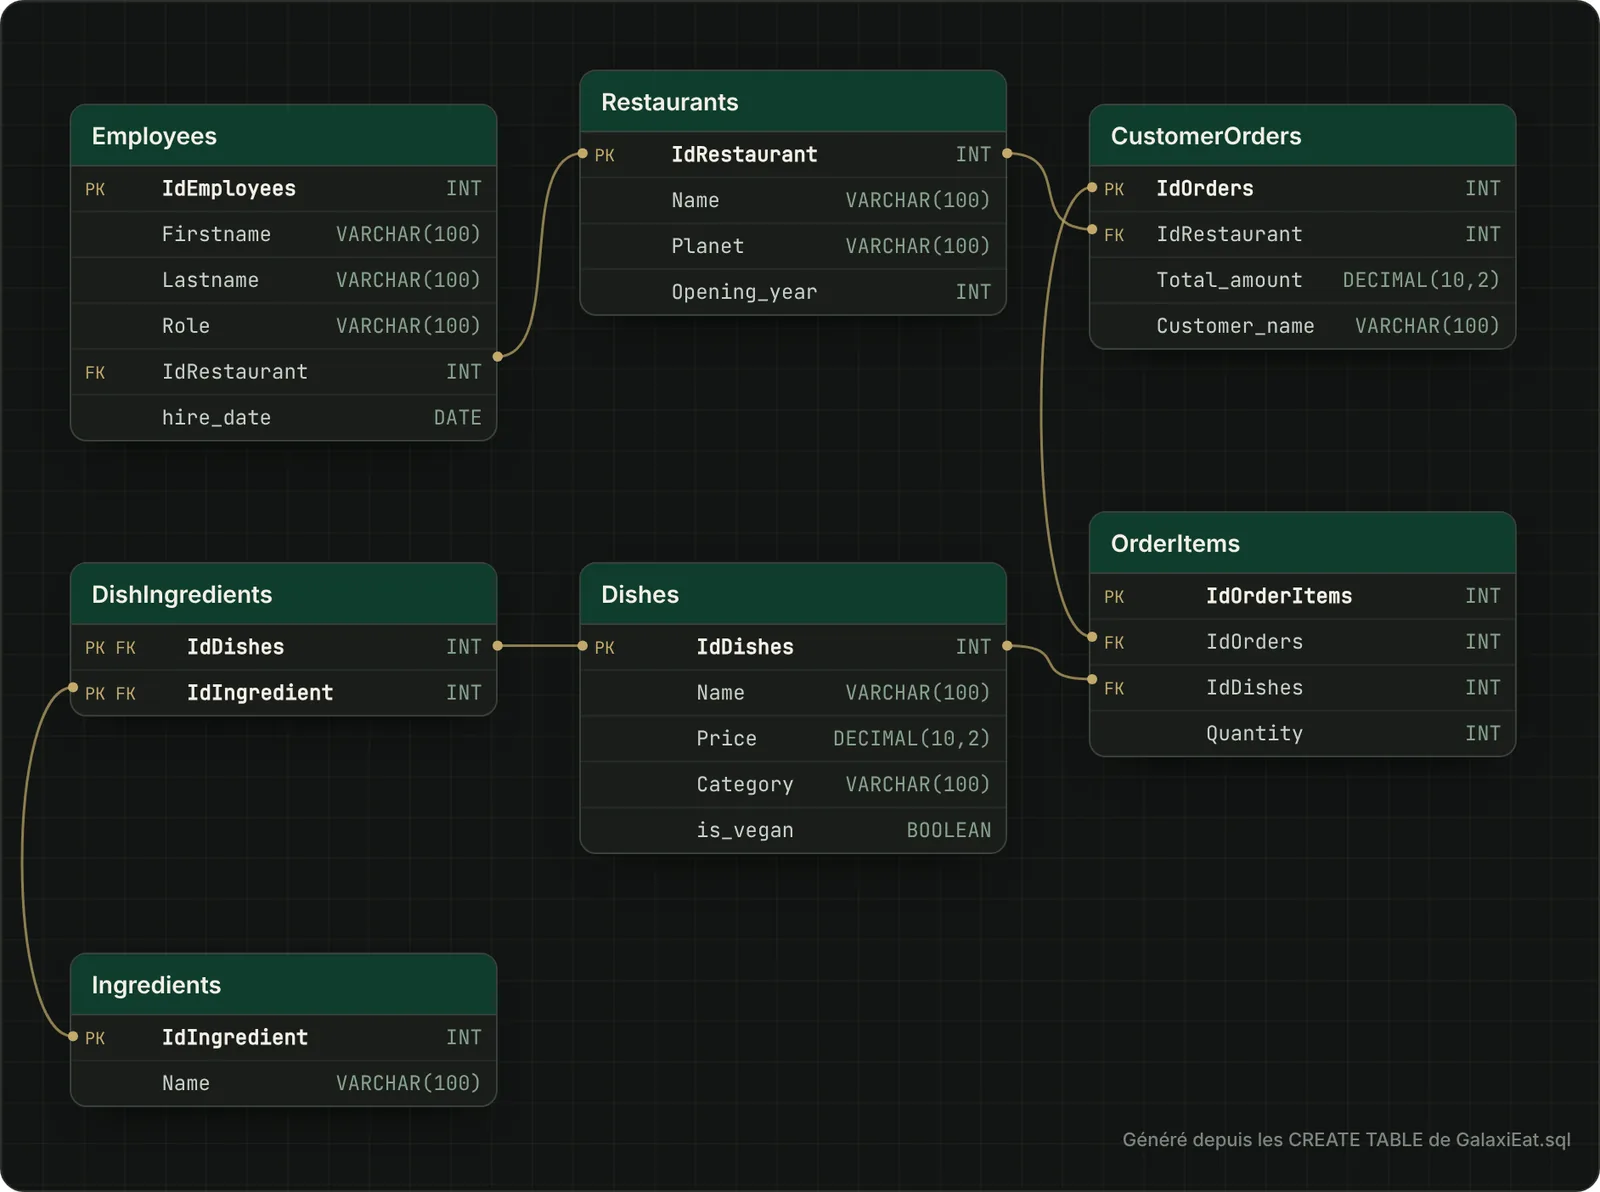 Employees
PK IdEmployees INT
Firstname VARCHAR(100)
Lastname VARCHAR(100)
Role VARCHAR(100)
FK IdRestaurant INT
hire_date DATE
Restaurants
PK IdRestaurant INT
Name VARCHAR(100)
Planet VARCHAR(100)
Opening_year INT
CustomerOrders
PK IdOrders INT
FK IdRestaurant INT
Total_amount DECIMAL(10,2)
Customer_name VARCHAR(100)
DishIngredients
PK FK IdDishes INT
PK FK IdIngredient INT
Dishes
PK IdDishes INT
Name VARCHAR(100)
Price DECIMAL(10,2)
Category VARCHAR(100)
is_vegan BOOLEAN
OrderItems
PK IdOrderItems INT
FK IdOrders INT
FK IdDishes INT
Quantity INT
Ingredients
PK IdIngredient INT
Name VARCHAR(100)
Généré depuis les CREATE TABLE de GalaxiEat.sql